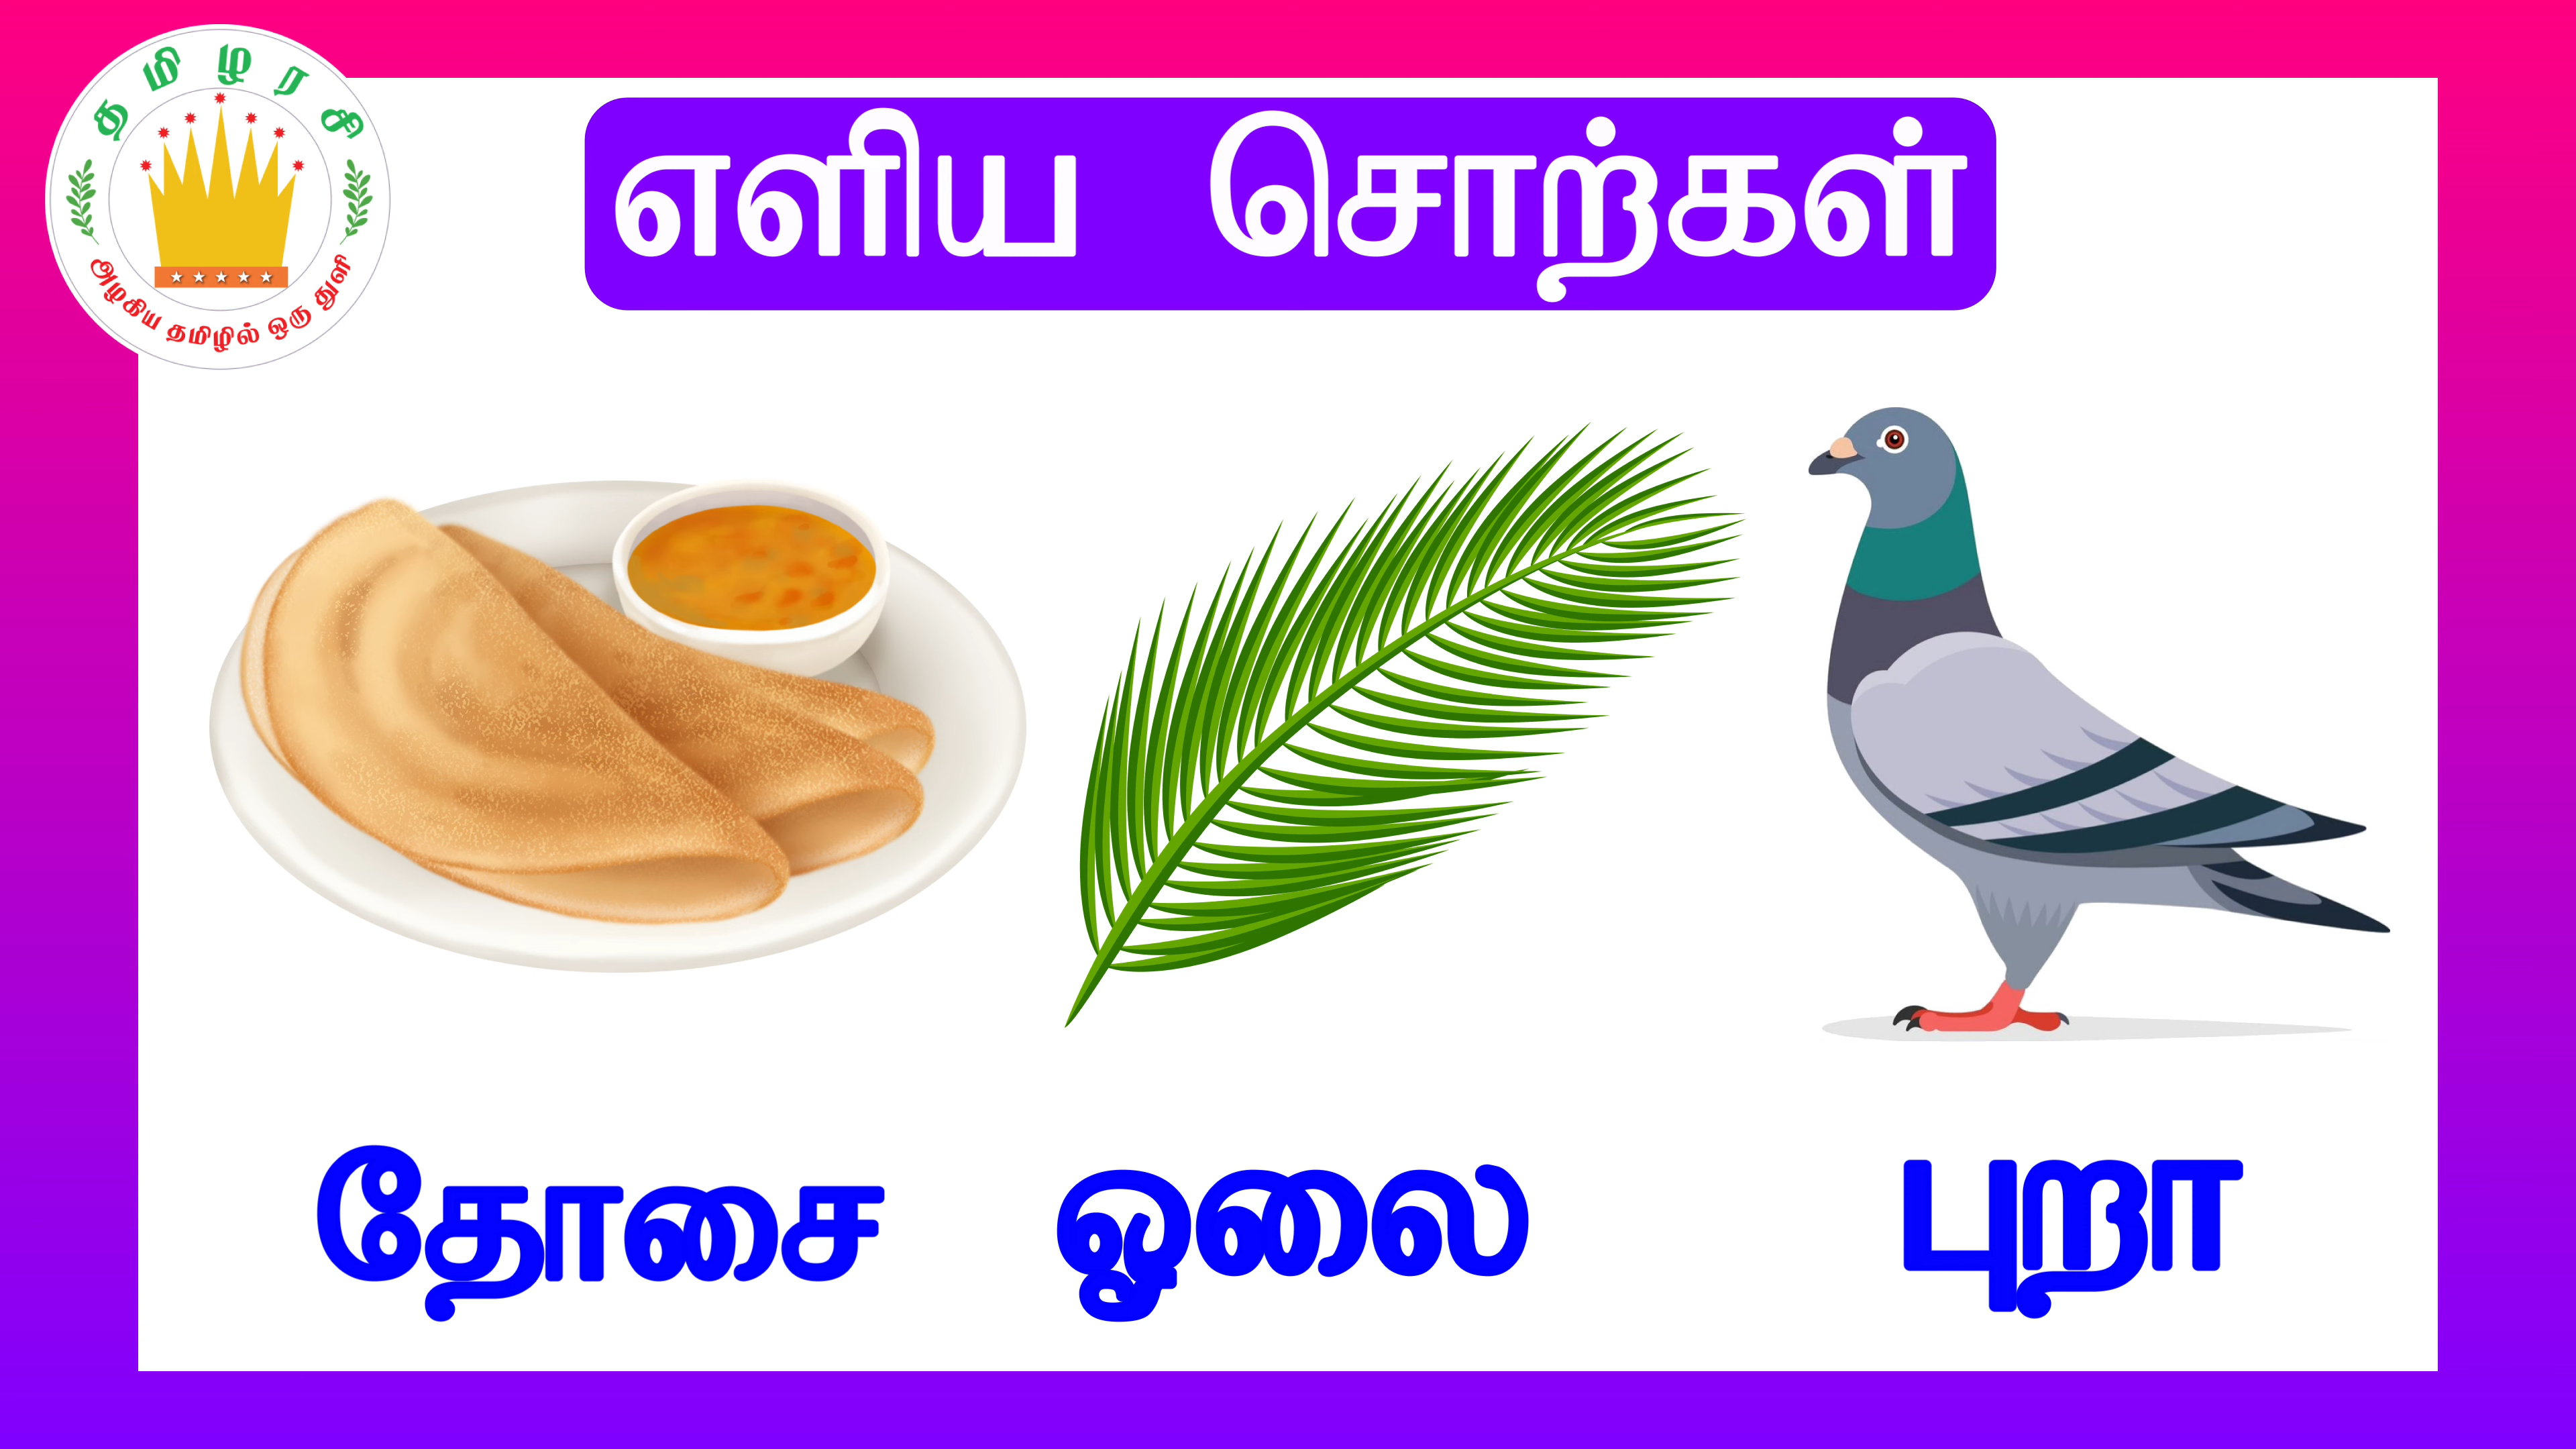 தமிழரசி
அழகிய தமிழில் ஒரு துளி
எளிய சொற்கள்
தோசை ஓலை புறா